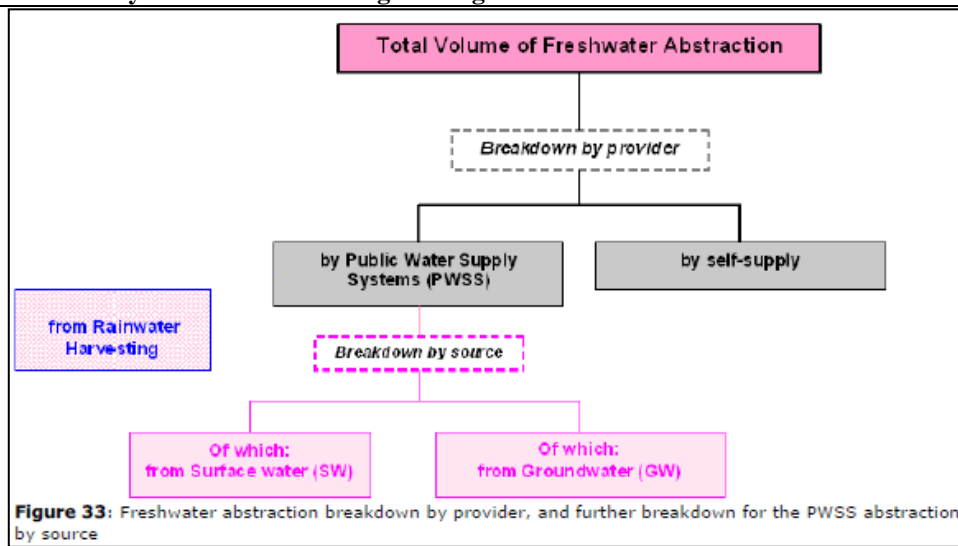 Total Volume of Freshwater Abstraction
Breakdown by provider
by Public Water Supply
Systems (PWSS)
by self-supply
from Rainwater
Harvesting
Breakdown by source
Of which:
from Surface water (SW)
Of which:
from Groundwater (GW)
Figure 33: Freshwater abstraction breakdown by provider, and further breakdown for the PWSS abstraction
by source